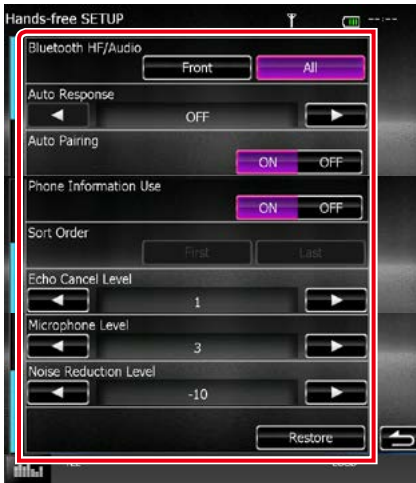 Hands-free SETUP
--:--
Bluetooth HF/Audio
Front All
Auto Response
OFF
Auto Pairing
ON OFF
Phone Information Use
ON OFF
Sort Order
First Last
Echo Cancel Level
1
Microphone Level
3
Noise Reduction Level
-10
Restore